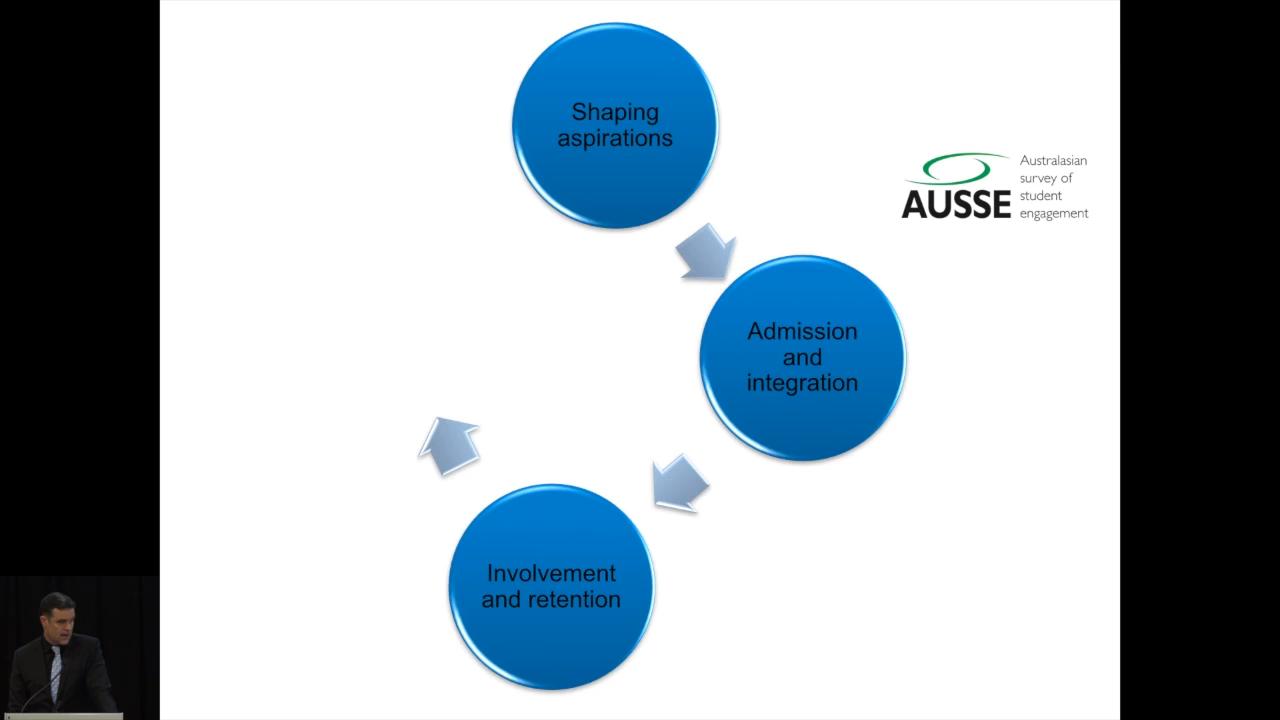 Shaping
aspirations
Australasian
survey of
student
engagement
AUSSE
Admission
and
integration
Involvement
and retention